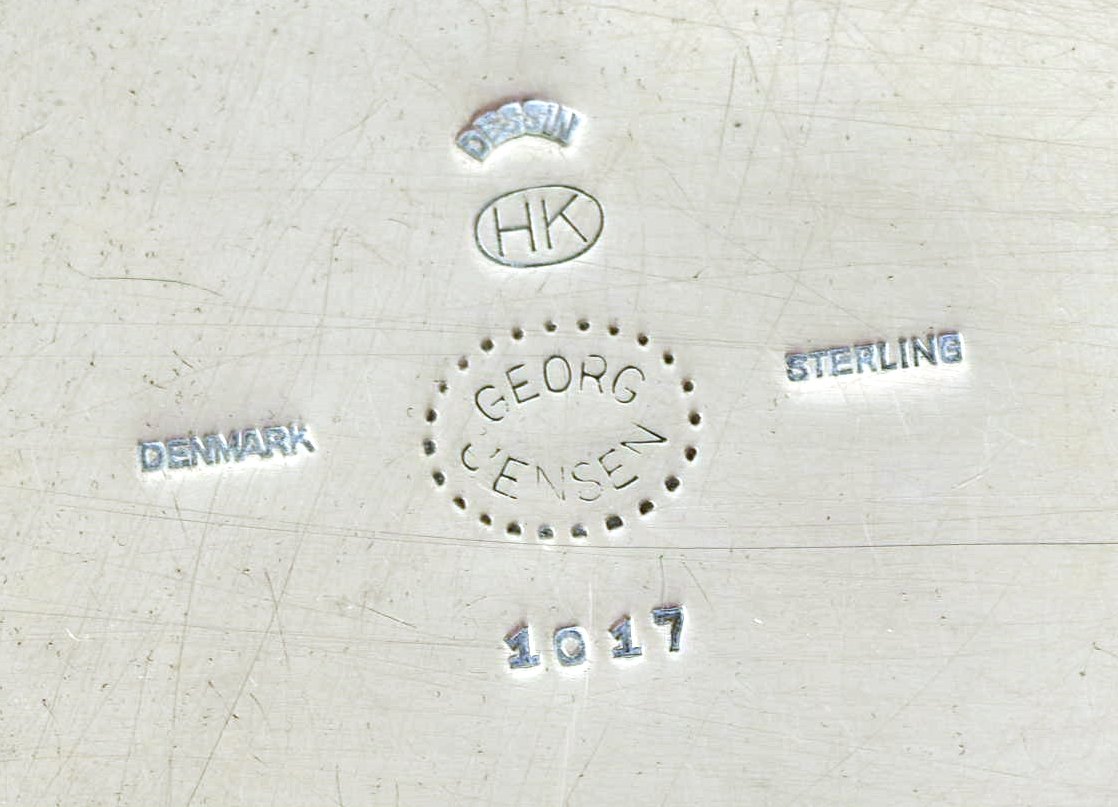 DESSIN
HK
GEORG
JENSEN
DENMARK
STERLING
1017